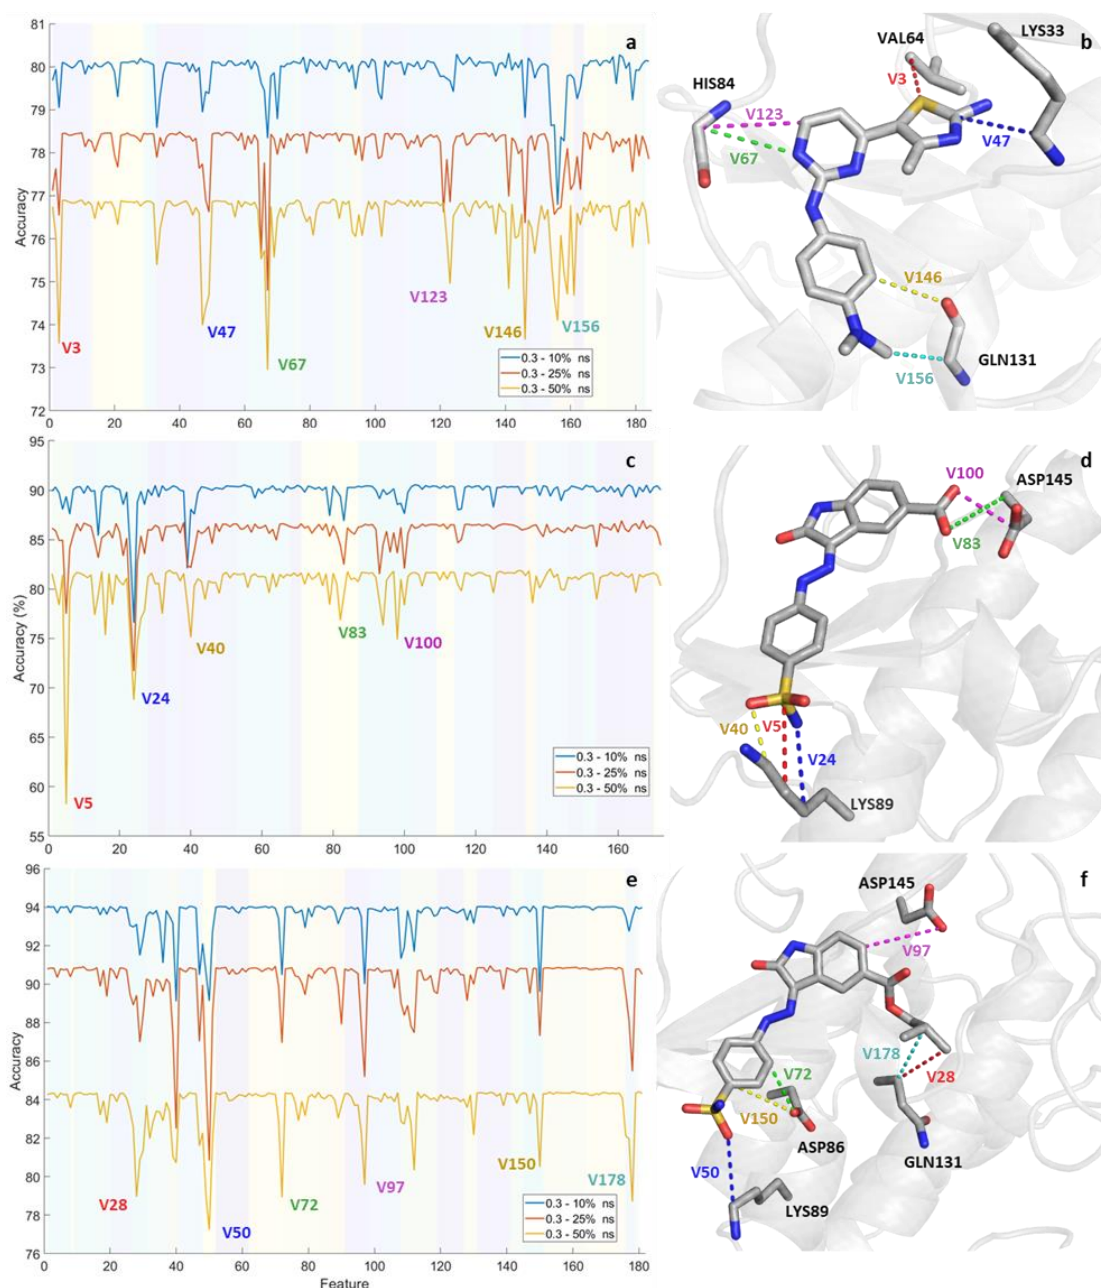 a
81
80
79
78
77
76
75
74
73
72
Accuracy
0 20 40 60 80 100 120 140 160 180
V3
V47
V67
V123
V146
V156
0.3 - 10% ns
0.3 - 25% ns
0.3 - 50% ns
b
VAL64
LYS33
HIS84
V3
V123
V67
V47
V146
GLN131
V156
c
95
90
85
80
75
70
65
60
55
Accuracy (%)
0 20 40 60 80 100 120 140 160
V5
V24
V40
V83
V100
0.3 - 10% ns
0.3 - 25% ns
0.3 - 50% ns
d
V100
ASP145
V83
V40
V5
V24
LYS89
e
96
94
92
90
88
86
84
82
80
78
76
Accuracy
0 20 40 60 80 100 120 140 160 180
Feature
V28
V50
V72
V97
V150
V178
0.3 - 10% ns
0.3 - 25% ns
0.3 - 50% ns
f
ASP145
V97
V178
V28
V72
V150
ASP86
GLN131
V50
LYS89